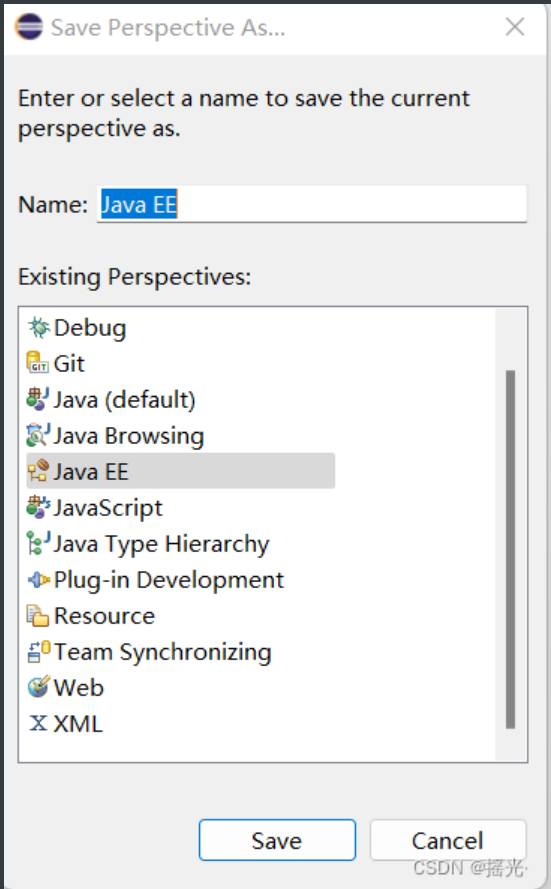 Save Perspective As...
Enter or select a name to save the current
perspective as.
Name: Java EE
Existing Perspectives:
Debug
GIT Git
Java (default)
Java Browsing
Java EE
JavaScript
Java Type Hierarchy
Plug-in Development
Resource
Team Synchronizing
Web
X XML
Save Cancel
CSDN @摇光